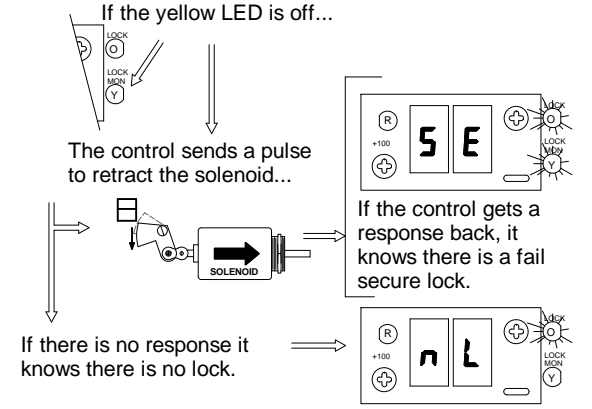 If the yellow LED is off...
LOCK
O
LOCK
MON
Y
The control sends a pulse
to retract the solenoid...
SOLENOID
R
+100
5 E
LOCK
O
LOCK
MON
Y
If the control gets a
response back, it
knows there is a fail
secure lock.
If there is no response it
knows there is no lock.
R
+100
n L
LOCK
O
LOCK
MON
Y